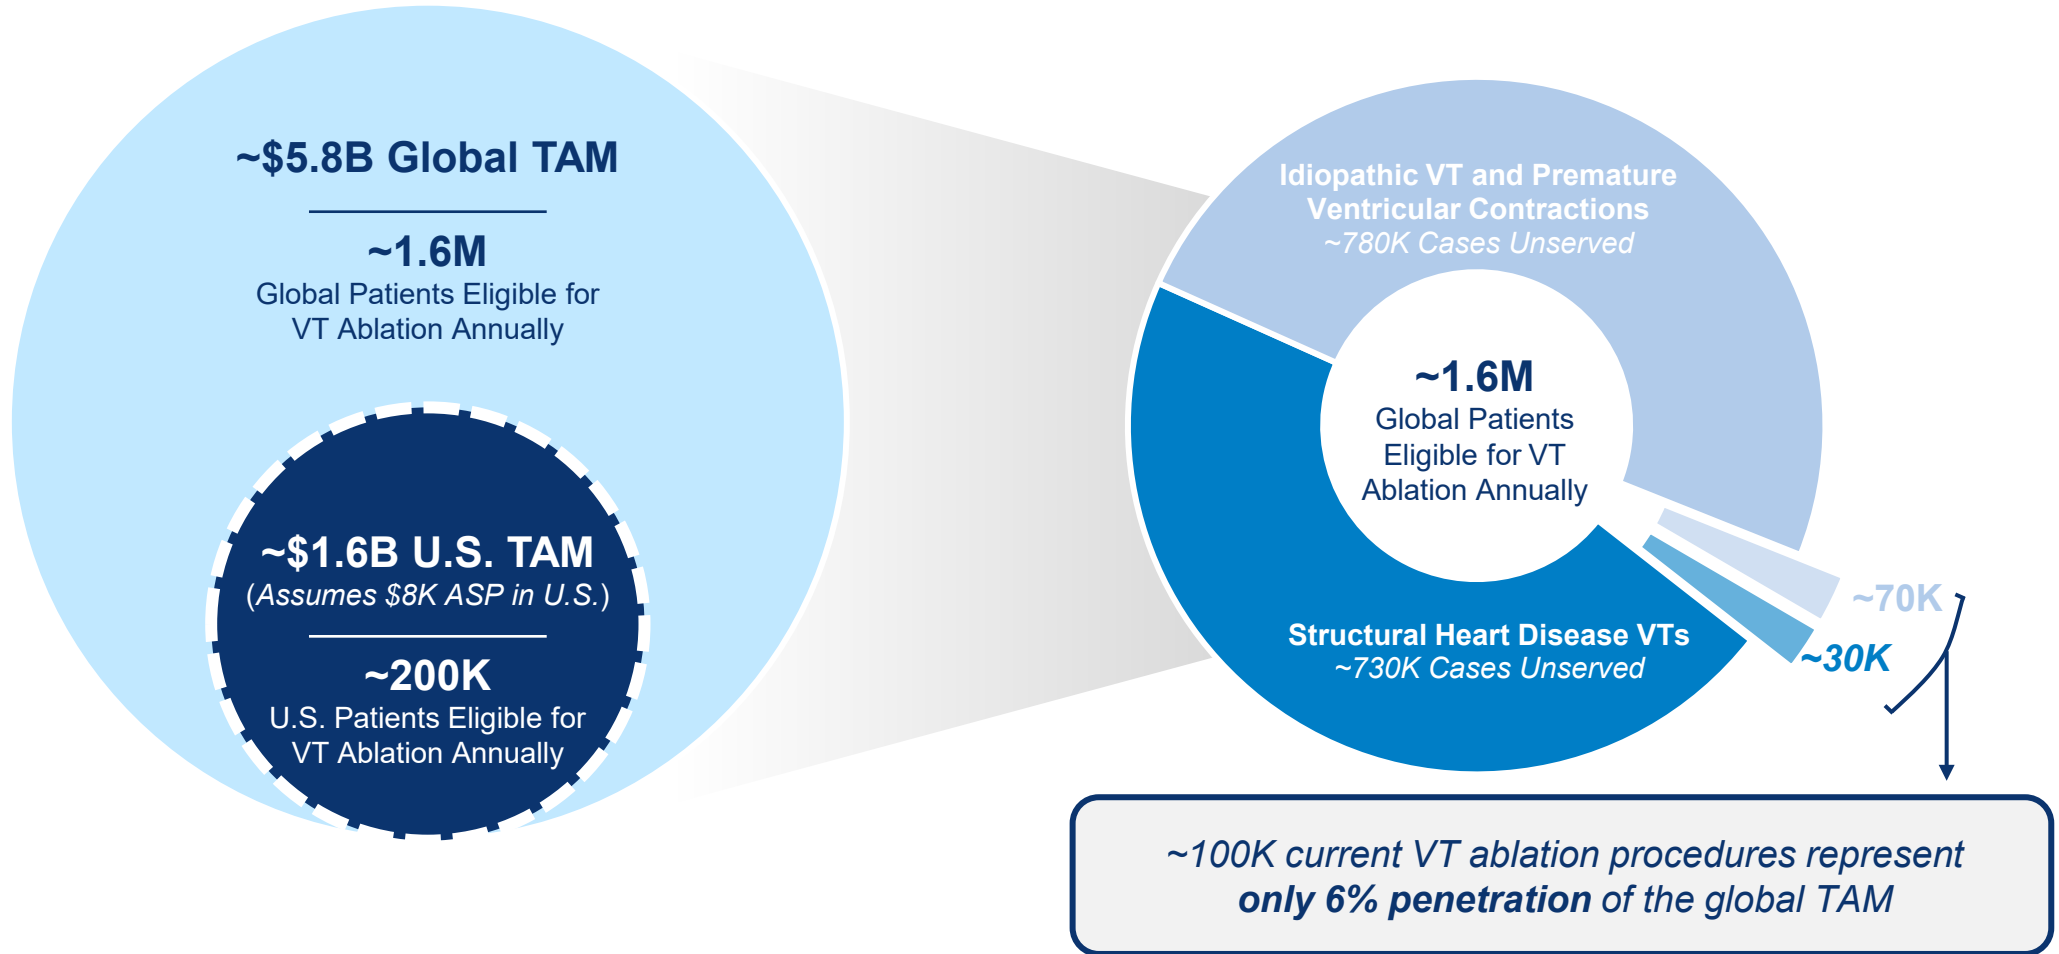 ~$5.8B Global TAM
~1.6M
Global Patients Eligible for
VT Ablation Annually
~$1.6B U.S. TAM
(Assumes $8K ASP in U.S.)
~200K
U.S. Patients Eligible for
VT Ablation Annually
Idiopathic VT and Premature
Ventricular Contractions
~780K Cases Unserved
~1.6M
Global Patients
Eligible for VT
Ablation Annually
Structural Heart Disease VTs
~730K Cases Unserved
~70K
~30K
~100K current VT ablation procedures represent
only 6% penetration of the global TAM